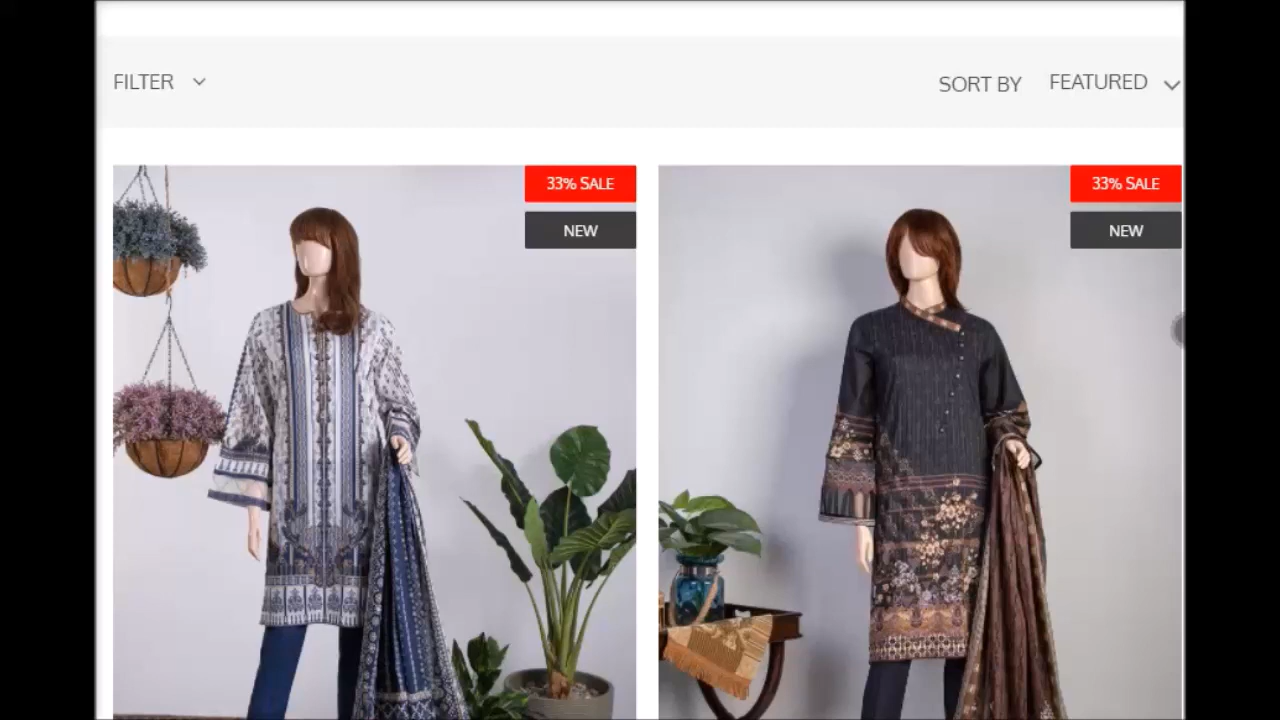 FILTER
SORT BY FEATURED
33% SALE
NEW
33% SALE
NEW